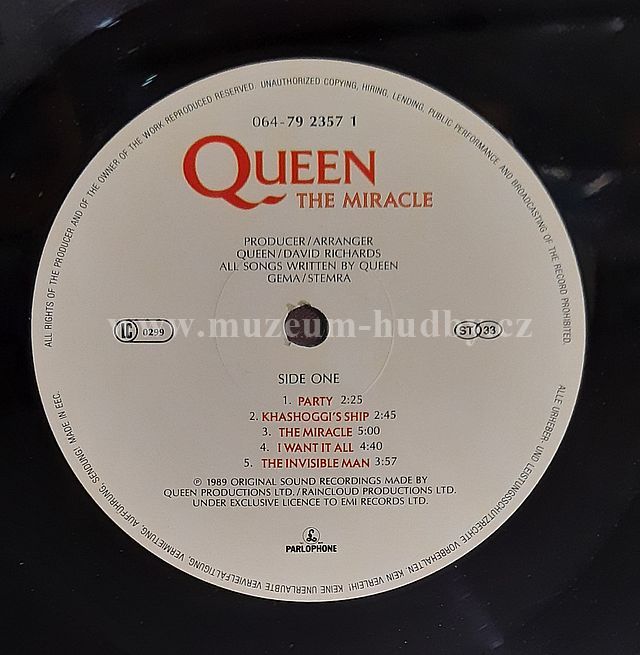 ALL RIGHTS OF THE PRODUCER AND OF THE OWNER OF THE WORK REPRODUCED RESERVED. UNAUTHORIZED COPYING, HIRING, LENDING, PUBLIC PERFORMANCE AND BROADCASTING OF THE RECORD PROHIBITED.
064-79 2357 1
QUEEN
THE MIRACLE
PRODUCER/ARRANGER
QUEEN/DAVID RICHARDS
ALL SONGS WRITTEN BY QUEEN
GEMA/STEMRA
www.muzeum-hudby.cz
LC 0299
ST 33
SIDE ONE
1. PARTY 2:25
2. KHASHOGGI'S SHIP 2:45
3. THE MIRACLE 5:00
4. I WANT IT ALL 4:40
5. THE INVISIBLE MAN 3:57
℗ 1989 ORIGINAL SOUND RECORDINGS MADE BY
QUEEN PRODUCTIONS LTD./RAINCLOUD PRODUCTIONS LTD.
UNDER EXCLUSIVE LICENCE TO EMI RECORDS LTD.
PARLOPHONE
ALLE URHEBER- UND LEISTUNGSSCHUTZRECHTE VORBEHALTEN. KEIN VERLEIH! KEINE UNERLAUBTE VERVIELFÄLTIGUNG, VERMIETUNG, AUFFÜHRUNG, SENDUNG! MADE IN EEC.